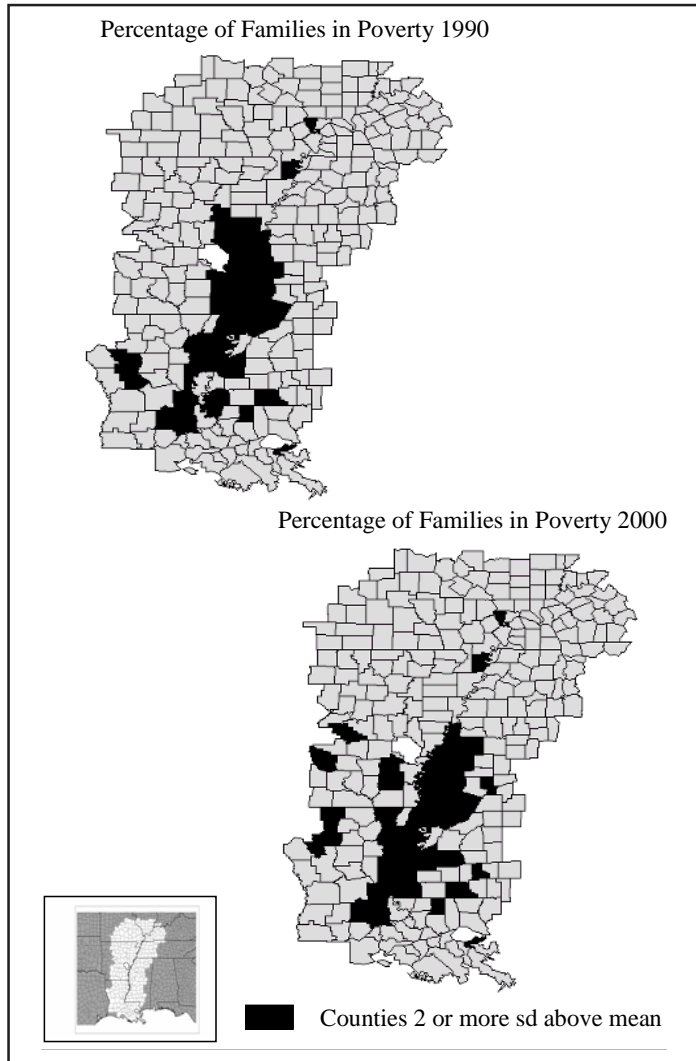 Percentage of Families in Poverty 1990
Percentage of Families in Poverty 2000
Counties 2 or more sd above mean